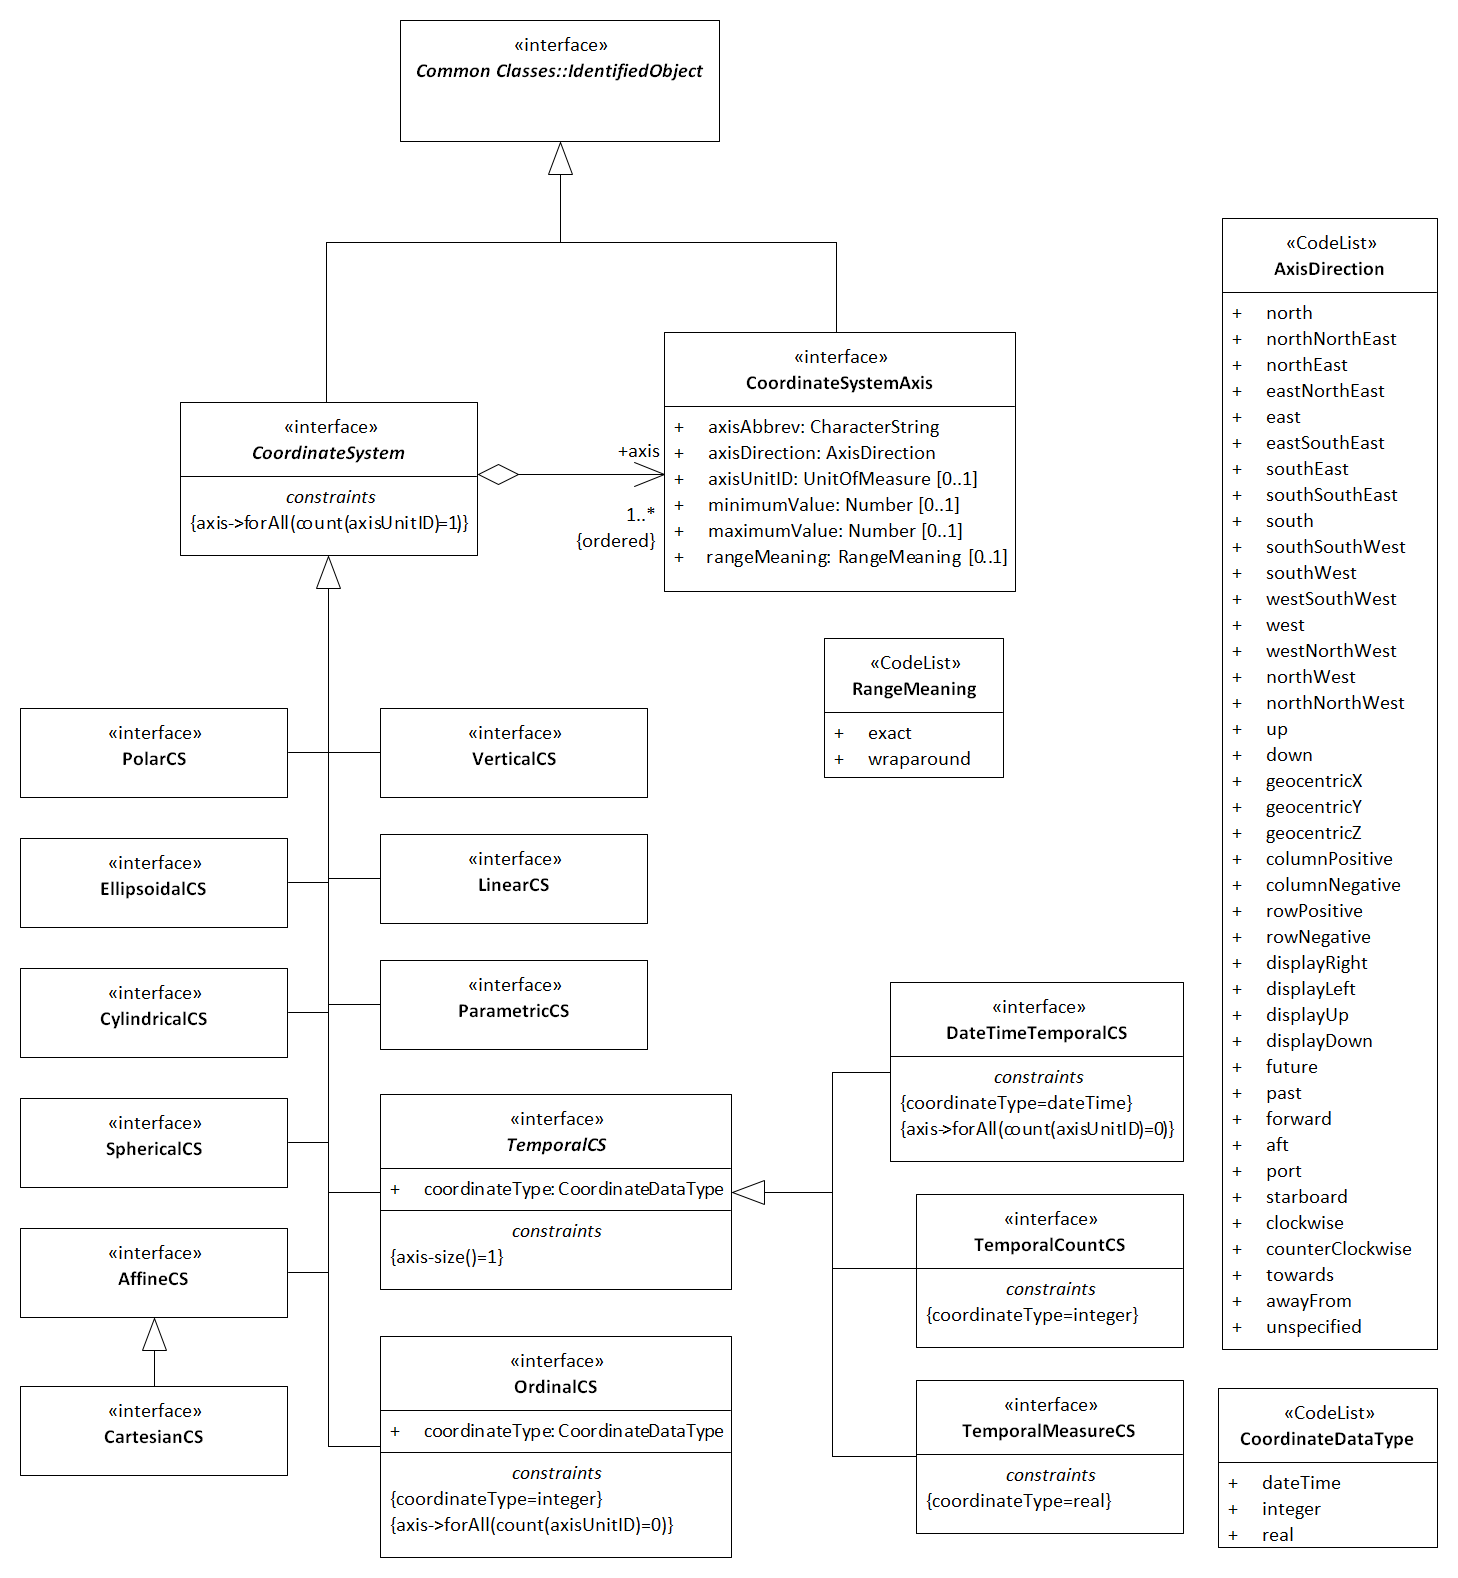 «interface»
Common Classes::IdentifiedObject
«interface»
CoordinateSystem
constraints
{axis->forAll(count(axisUnitID)=1)}
+axis
1..*
{ordered}
«interface»
CoordinateSystemAxis
+ axisAbbrev: CharacterString
+ axisDirection: AxisDirection
+ axisUnitID: UnitOfMeasure [0..1]
+ minimumValue: Number [0..1]
+ maximumValue: Number [0..1]
+ rangeMeaning: RangeMeaning [0..1]
«CodeList»
RangeMeaning
+ exact
+ wraparound
«interface»
PolarCS
«interface»
VerticalCS
«interface»
EllipsoidalCS
«interface»
LinearCS
«interface»
CylindricalCS
«interface»
ParametricCS
«interface»
SphericalCS
«interface»
TemporalCS
+ coordinateType: CoordinateDataType
constraints
{axis-size()=1}
«interface»
AffineCS
«interface»
CartesianCS
«interface»
OrdinalCS
+ coordinateType: CoordinateDataType
constraints
{coordinateType=integer}
{axis->forAll(count(axisUnitID)=0)}
«interface»
DateTimeTemporalCS
constraints
{coordinateType=dateTime}
{axis->forAll(count(axisUnitID)=0)}
«interface»
TemporalCountCS
constraints
{coordinateType=integer}
«interface»
TemporalMeasureCS
constraints
{coordinateType=real}
«CodeList»
AxisDirection
+ north
+ northNorthEast
+ northEast
+ eastNorthEast
+ east
+ eastSouthEast
+ southEast
+ southSouthEast
+ south
+ southSouthWest
+ southWest
+ westSouthWest
+ west
+ westNorthWest
+ northWest
+ northNorthWest
+ up
+ down
+ geocentricX
+ geocentricY
+ geocentricZ
+ columnPositive
+ columnNegative
+ rowPositive
+ rowNegative
+ displayRight
+ displayLeft
+ displayUp
+ displayDown
+ future
+ past
+ forward
+ aft
+ port
+ starboard
+ clockwise
+ counterClockwise
+ towards
+ awayFrom
+ unspecified
«CodeList»
CoordinateDataType
+ dateTime
+ integer
+ real